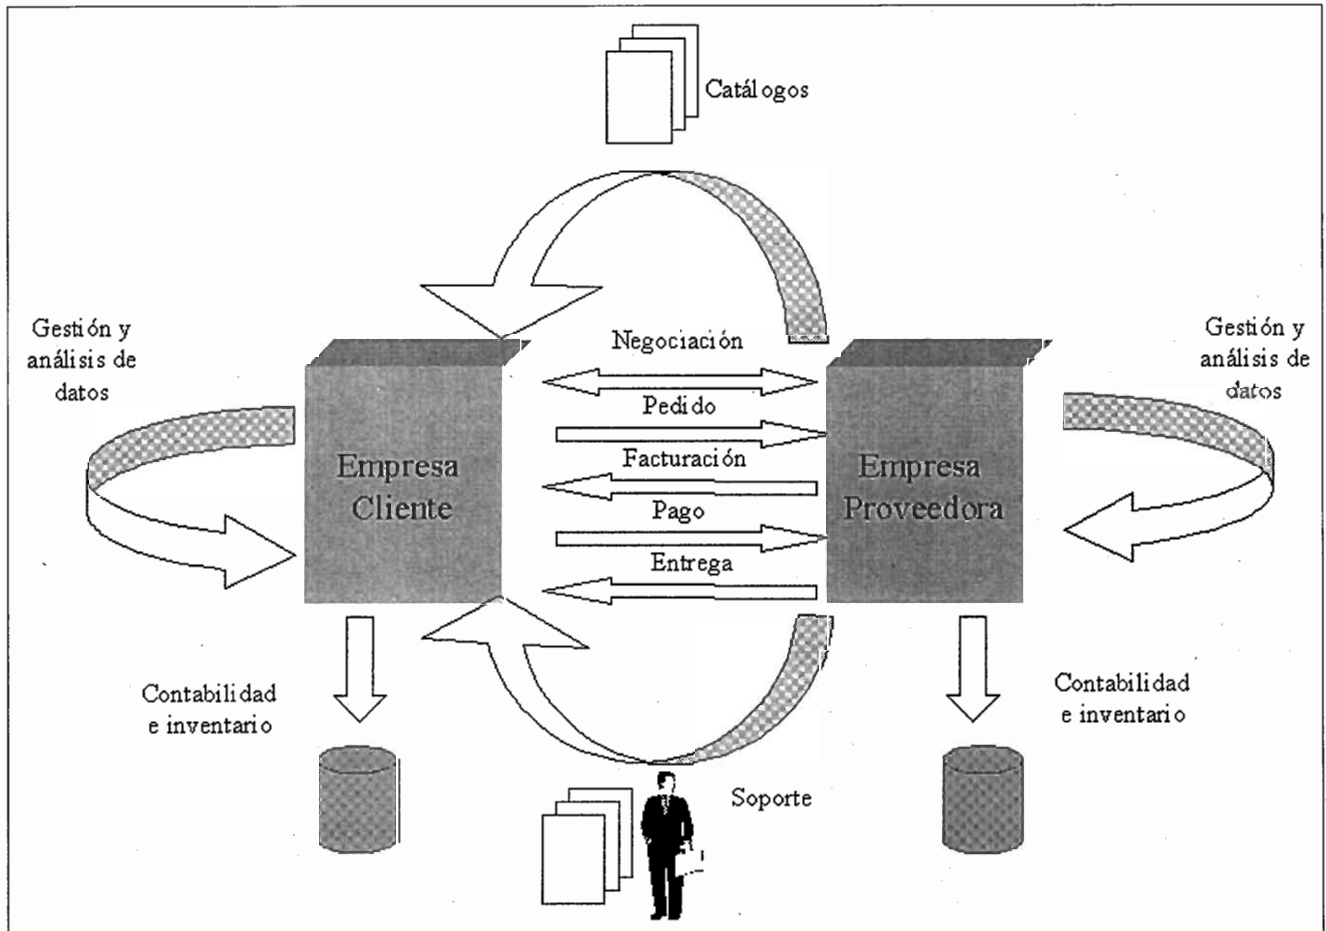 Catálogos
Gestión y
análisis de
datos
Negociación
Pedido
Facturación
Pago
Entrega
Empresa
Cliente
Empresa
Proveedora
Gestión y
análisis de
datos
Contabilidad
e inventario
Contabilidad
e inventario
Soporte